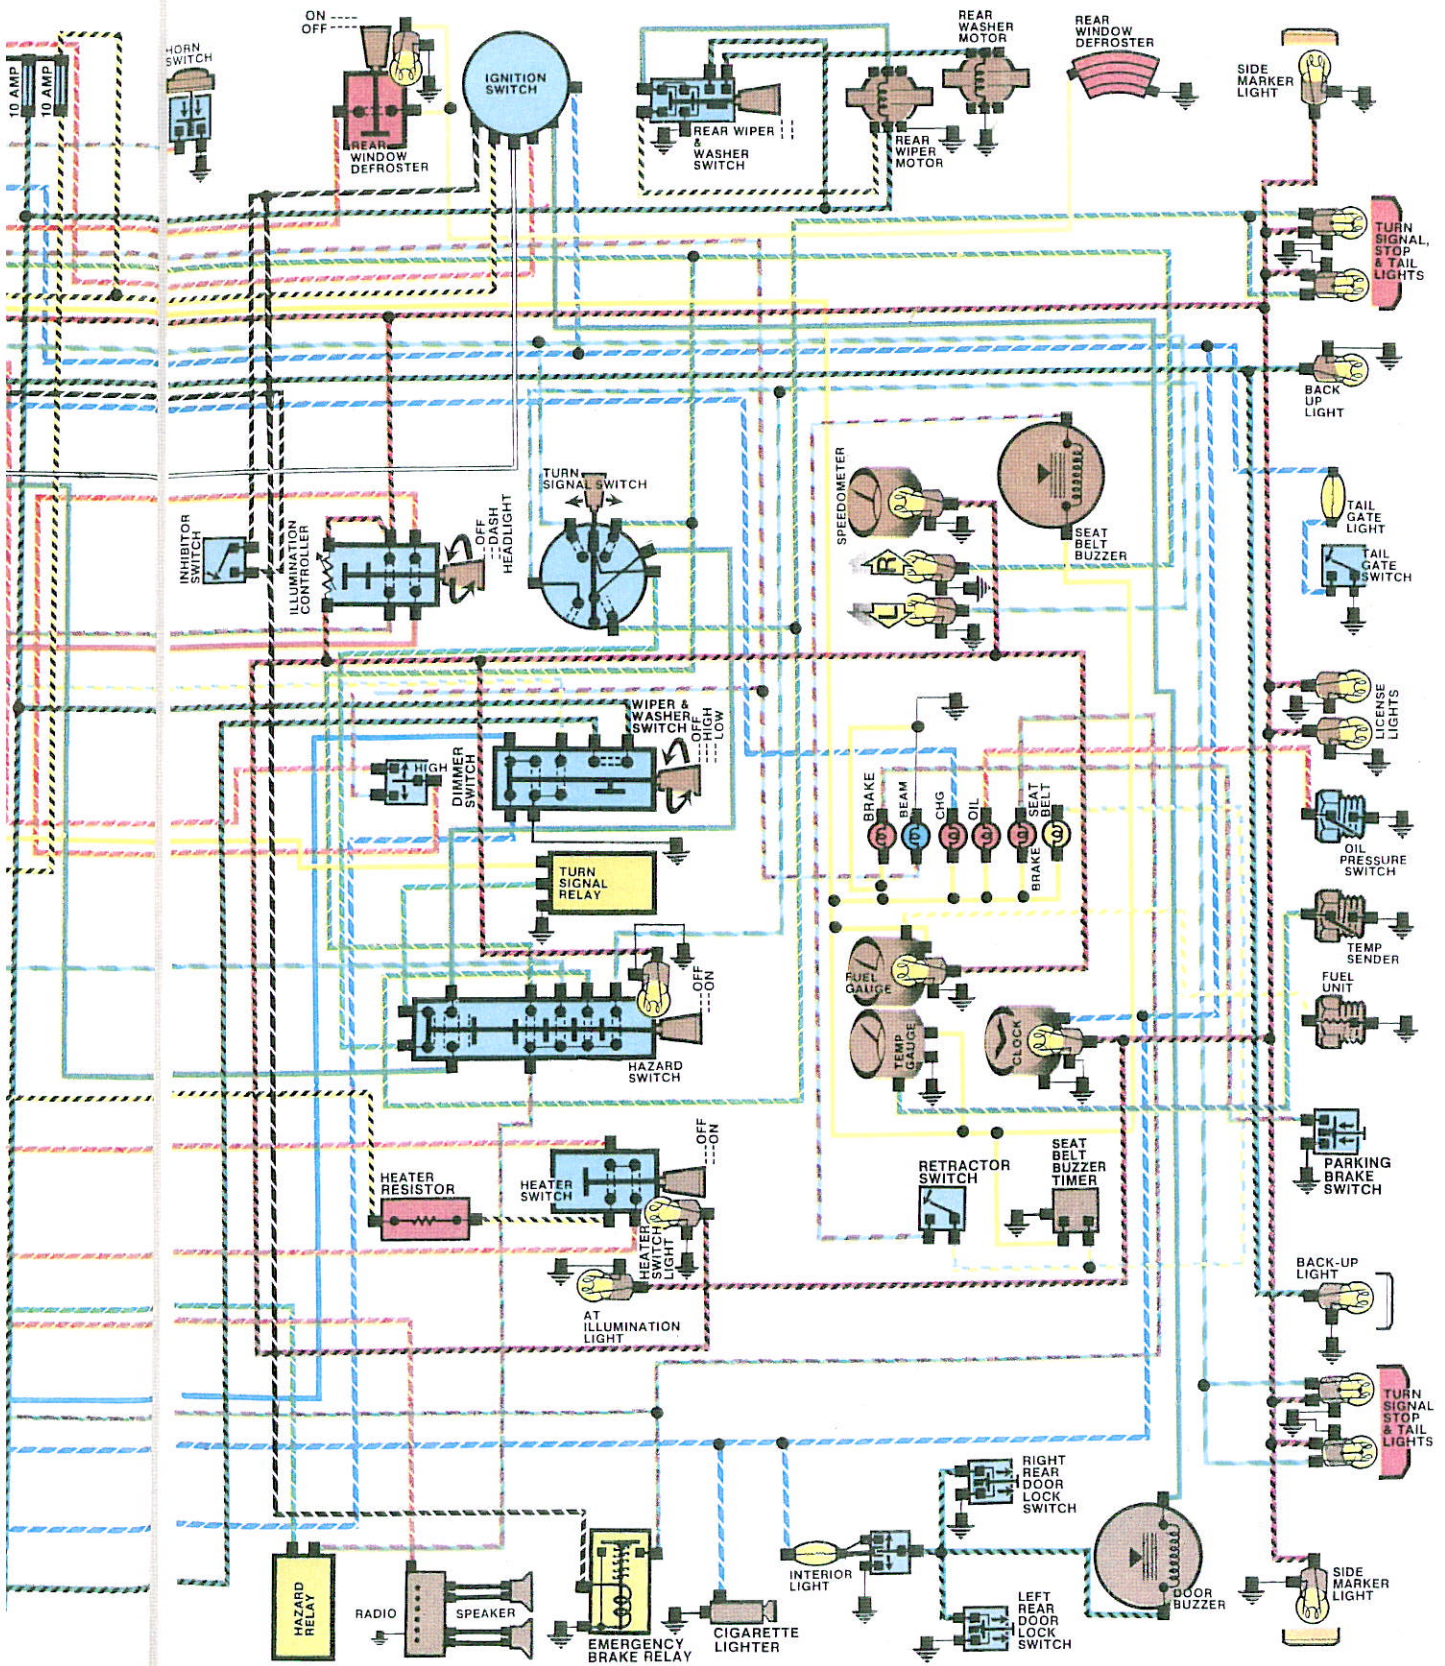 ON ----
OFF ----
HORN
SWITCH
10 AMP
10 AMP
REAR
WINDOW
DEFROSTER
IGNITION
SWITCH
REAR WIPER
&
WASHER
SWITCH
REAR
WIPER
MOTOR
REAR
WASHER
MOTOR
REAR
WINDOW
DEFROSTER
SIDE
MARKER
LIGHT
TURN
SIGNAL,
STOP
& TAIL
LIGHTS
BACK
UP
LIGHT
TAIL
GATE
LIGHT
TAIL
GATE
SWITCH
INHIBITOR
SWITCH
ILLUMINATION
CONTROLLER
OFF
--DASH
HEADLIGHT
TURN
SIGNAL SWITCH
SPEEDOMETER
R
L
SEAT
BELT
BUZZER
LICENSE
LIGHTS
WIPER &
WASHER
SWITCH
OFF
--HIGH
----LOW
HIGH
DIMMER
SWITCH
BRAKE
BEAM
CHG
OIL
SEAT
BELT
BRAKE
OIL
PRESSURE
SWITCH
TURN
SIGNAL
RELAY
TEMP
SENDER
FUEL
UNIT
FUEL
GAUGE
TEMP
GAUGE
CLOCK
----OFF
----ON
HAZARD
SWITCH
----OFF
----ON
HEATER
RESISTOR
HEATER
SWITCH
HEATER
SWITCH
LIGHT
RETRACTOR
SWITCH
SEAT
BELT
BUZZER
TIMER
PARKING
BRAKE
SWITCH
AT
ILLUMINATION
LIGHT
BACK-UP
LIGHT
TURN
SIGNAL
STOP
& TAIL
LIGHTS
HAZARD
RELAY
RADIO
SPEAKER
EMERGENCY
BRAKE RELAY
CIGARETTE
LIGHTER
INTERIOR
LIGHT
RIGHT
REAR
DOOR
LOCK
SWITCH
LEFT
REAR
DOOR
LOCK
SWITCH
DOOR
BUZZER
SIDE
MARKER
LIGHT